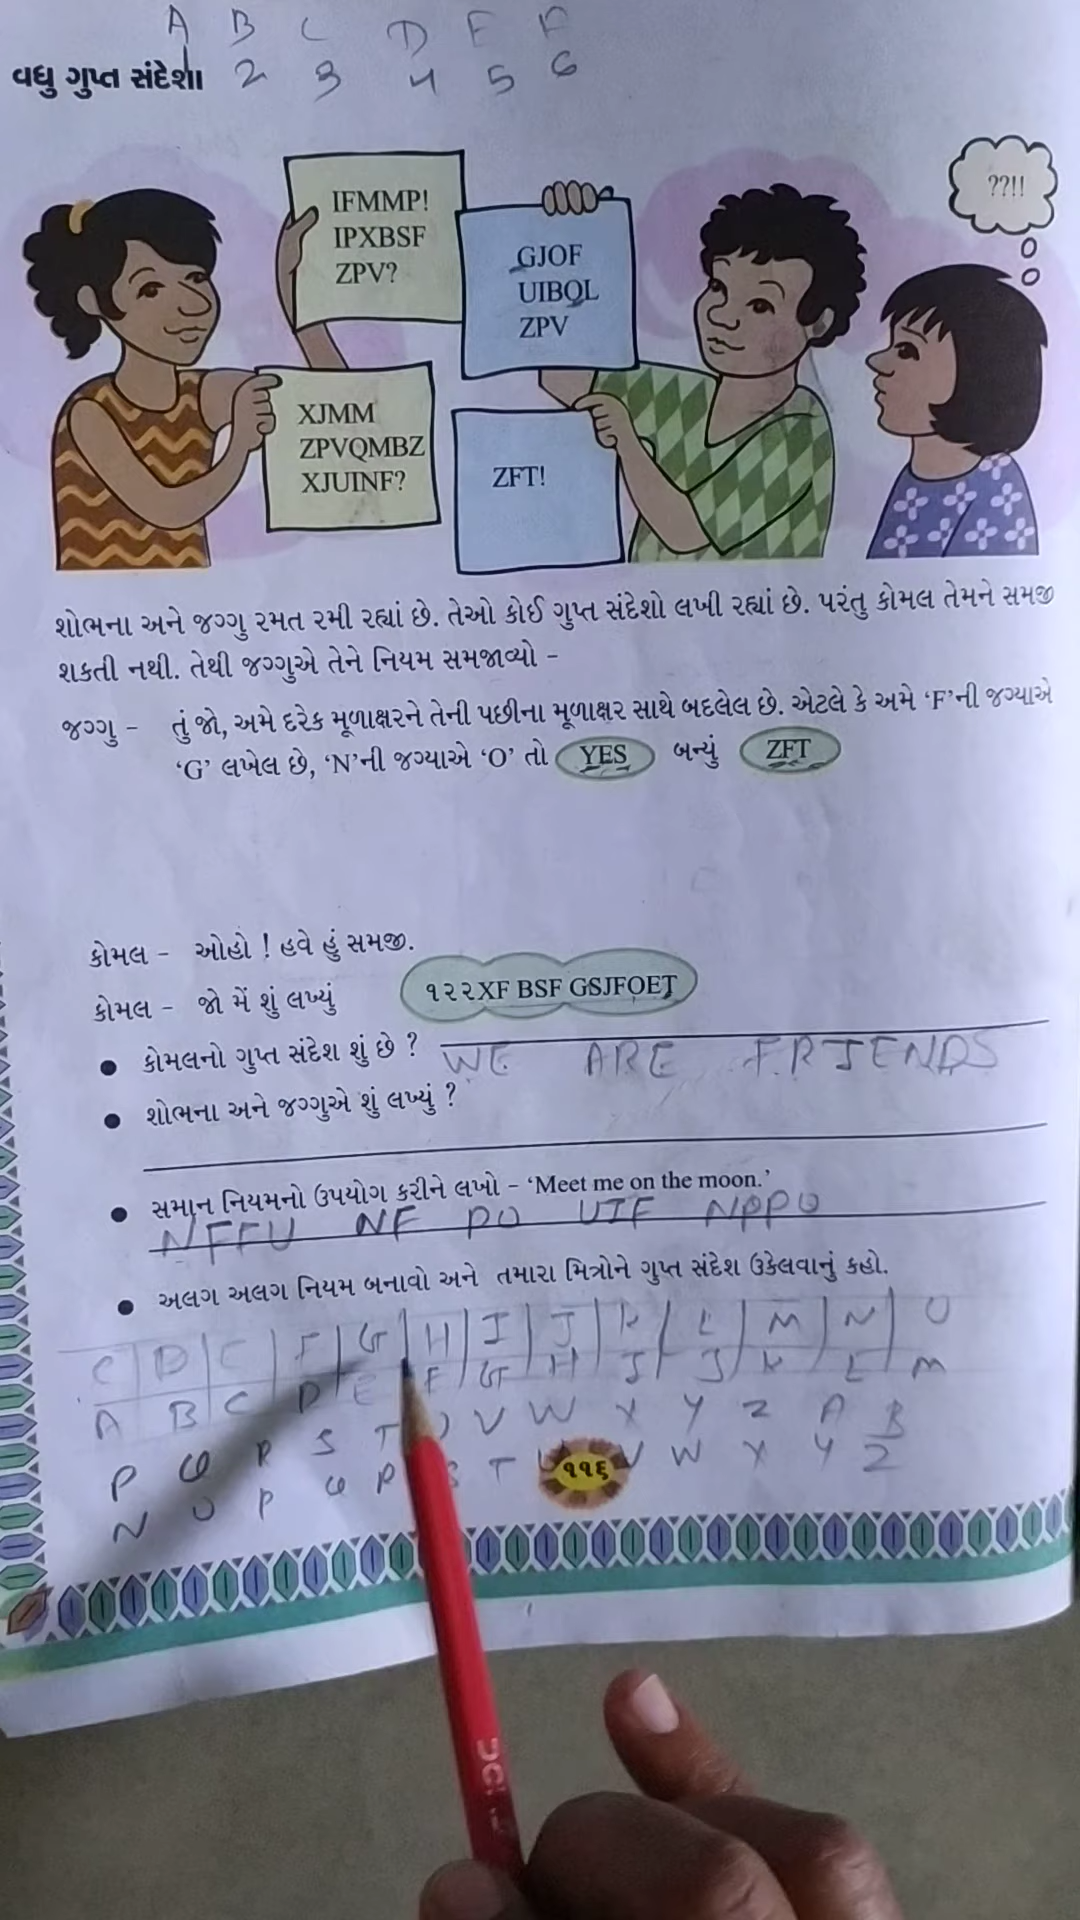 A B C D E F
વધુ ગુપ્ત સંદેશા 2 3 4 5 6
??!!
IFMMP!
IPXBSF
ZPV?
GJOF
UIBOL
ZPV
XJMM
ZPVQMBZ
XJUINF?
ZFT!
શોભના અને જગ્ગુ રમત રમી રહ્યાં છે. તેઓ કોઈ ગુપ્ત સંદેશો લખી રહ્યાં છે. પરંતુ કોમલ તેમને સમજી
શકતી નથી. તેથી જગ્ગુએ તેને નિયમ સમજાવ્યો –
જગ્ગુ – તું જો, અમે દરેક મૂળાક્ષરને તેની પછીના મૂળાક્ષર સાથે બદલેલ છે. એટલે કે અમે ‘F’ની જગ્યાએ
‘G’ લખેલ છે, ‘N’ની જગ્યાએ ‘O’ તો YES બન્યું ZFT
કોમલ – ઓહો ! હવે હું સમજી.
કોમલ – જો મેં શું લખ્યું ૧૨૨XF BSF GSJFOET
● કોમલનો ગુપ્ત સંદેશ શું છે ? WE ARE FRIENDS
● શોભના અને જગ્ગુએ શું લખ્યું ?
● સમાન નિયમનો ઉપયોગ કરીને લખો – ‘Meet me on the moon.’
NFFU NF PO UIF NPPO
● અલગ અલગ નિયમ બનાવો અને તમારા મિત્રોને ગુપ્ત સંદેશ ઉકેલવાનું કહો.
C D F G H I J K L M N O
A B C D E F G H I J K L M
P Q R S T V W X Y Z A B
N O P Q R S T V W X Y Z
૧૧૬